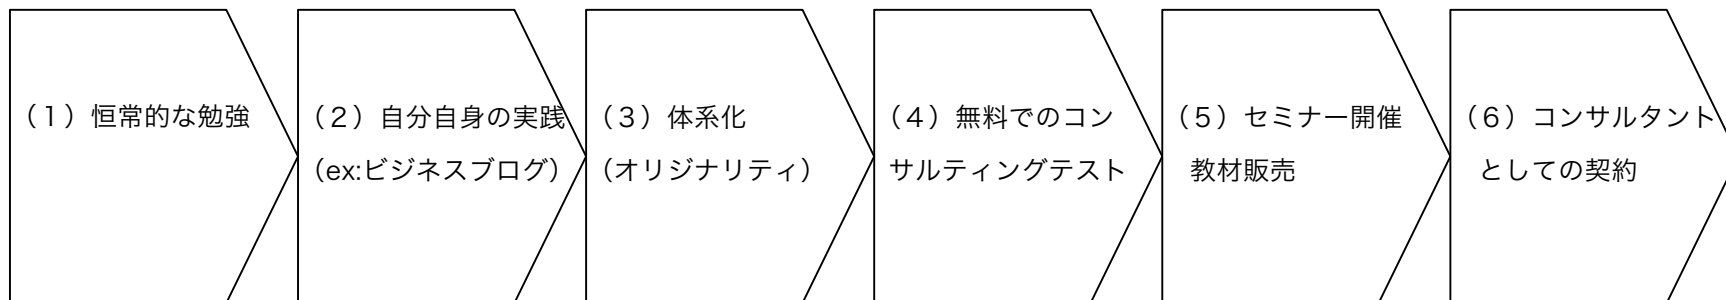 （１）恒常的な勉強
（２）自分自身の実践
（ex:ビジネスブログ）
（３）体系化
（オリジナリティ）
（４）無料でのコン
サルティングテスト
（５）セミナー開催
教材販売
（６）コンサルタント
としての契約